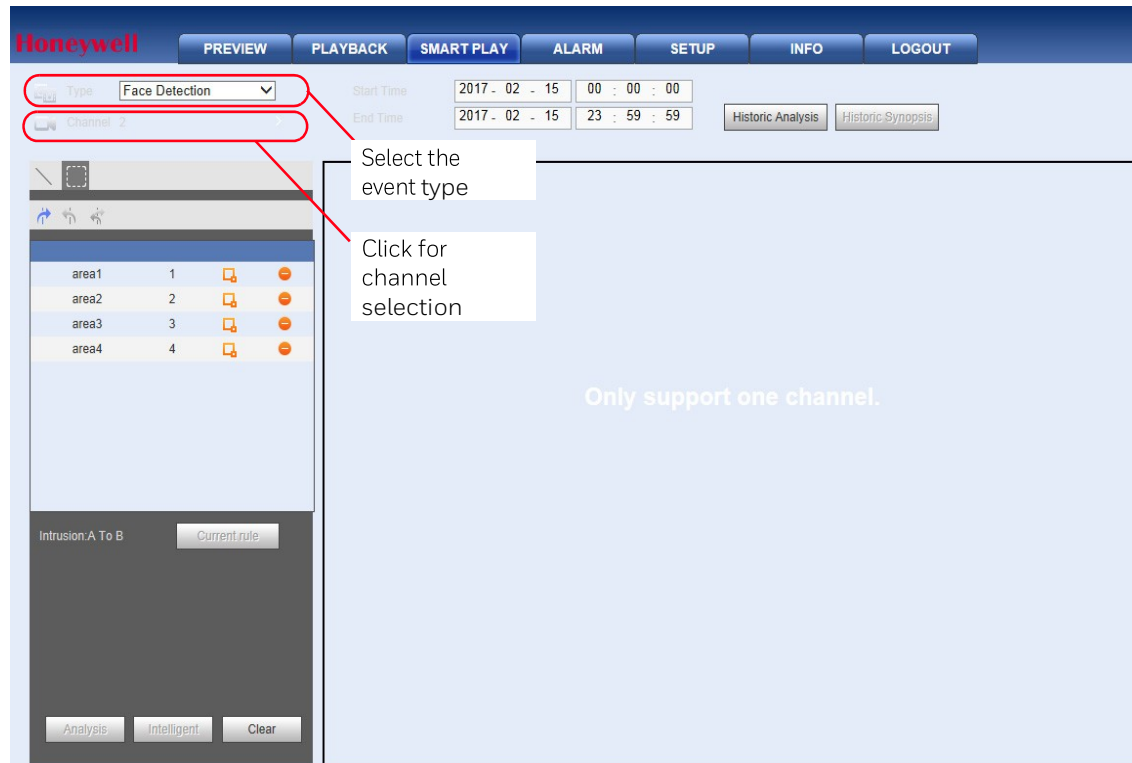 Honeywell
PREVIEW
PLAYBACK
SMART PLAY
ALARM
SETUP
INFO
LOGOUT
Type Face Detection
Channel 2
Start Time 2017 - 02 - 15 00 : 00 : 00
End Time 2017 - 02 - 15 23 : 59 : 59
Historic Analysis
Historic Synopsis
Select the
event type
Click for
channel
selection
area1 1
area2 2
area3 3
area4 4
Only support one channel.
Intrusion:A To B
Current rule
Analysis
Intelligent
Clear